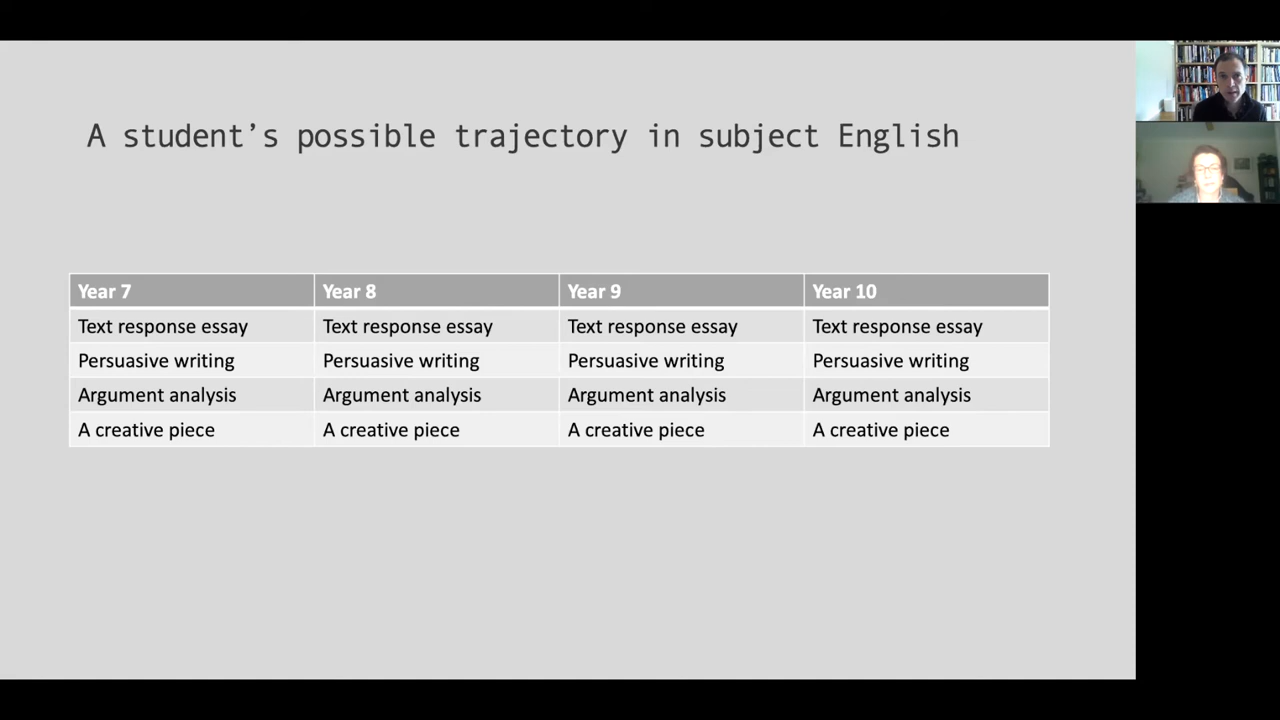 A student’s possible trajectory in subject English
Year 7 Year 8 Year 9 Year 10
Text response essay Text response essay Text response essay Text response essay
Persuasive writing Persuasive writing Persuasive writing Persuasive writing
Argument analysis Argument analysis Argument analysis Argument analysis
A creative piece A creative piece A creative piece A creative piece